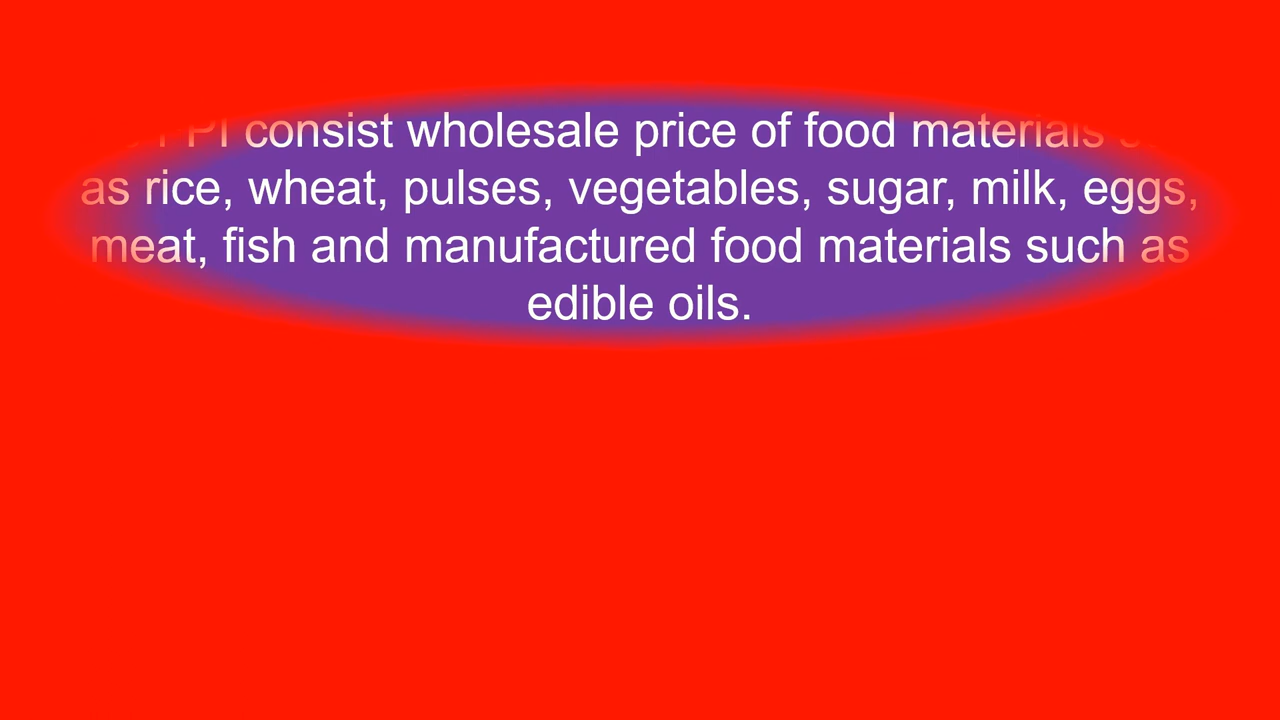 consist wholesale price of food materials
as rice, wheat, pulses, vegetables, sugar, milk, eggs,
meat, fish and manufactured food materials such as
edible oils.